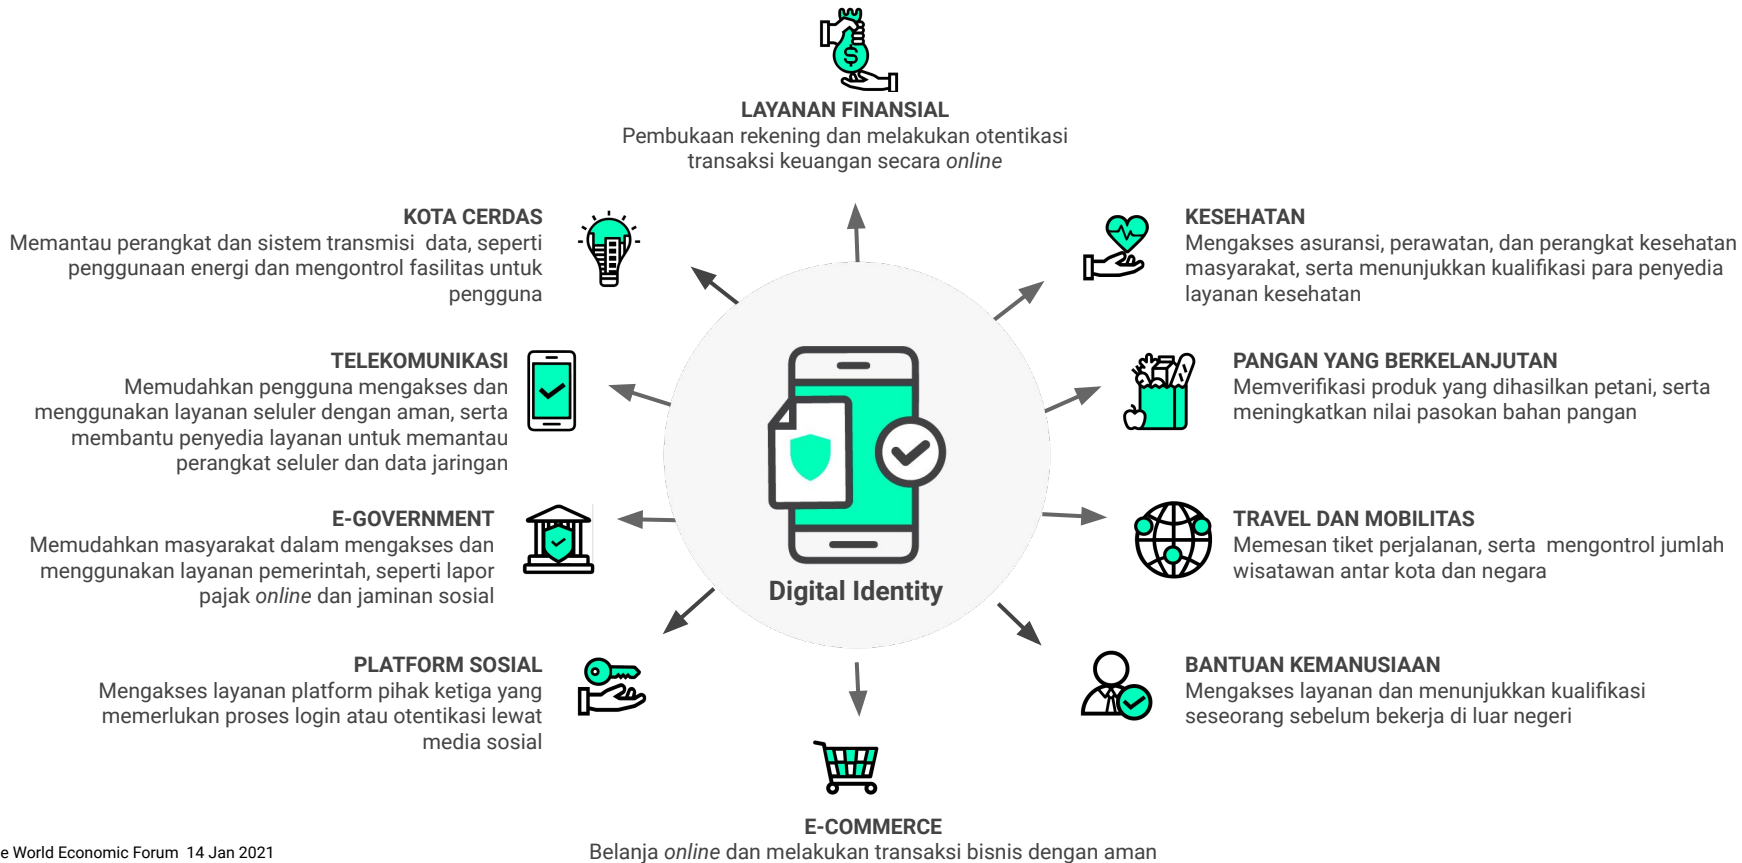 LAYANAN FINANSIAL
Pembukaan rekening dan melakukan otentikasi
transaksi keuangan secara online
KOTA CERDAS
Memantau perangkat dan sistem transmisi data, seperti
penggunaan energi dan mengontrol fasilitas untuk
pengguna
TELEKOMUNIKASI
Memudahkan pengguna mengakses dan
menggunakan layanan seluler dengan aman, serta
membantu penyedia layanan untuk memantau
perangkat seluler dan data jaringan
E-GOVERNMENT
Memudahkan masyarakat dalam mengakses dan
menggunakan layanan pemerintah, seperti lapor
pajak online dan jaminan sosial
PLATFORM SOSIAL
Mengakses layanan platform pihak ketiga yang
memerlukan proses login atau otentikasi lewat
media sosial
$
Digital Identity
KESEHATAN
Mengakses asuransi, perawatan, dan perangkat kesehatan
masyarakat, serta menunjukkan kualifikasi para penyedia
layanan kesehatan
PANGAN YANG BERKELANJUTAN
Memverifikasi produk yang dihasilkan petani, serta
meningkatkan nilai pasokan bahan pangan
TRAVEL DAN MOBILITAS
Memesan tiket perjalanan, serta mengontrol jumlah
wisatawan antar kota dan negara
BANTUAN KEMANUSIAAN
Mengakses layanan dan menunjukkan kualifikasi
seseorang sebelum bekerja di luar negeri
E-COMMERCE
Belanja online dan melakukan transaksi bisnis dengan aman
e World Economic Forum 14 Jan 2021